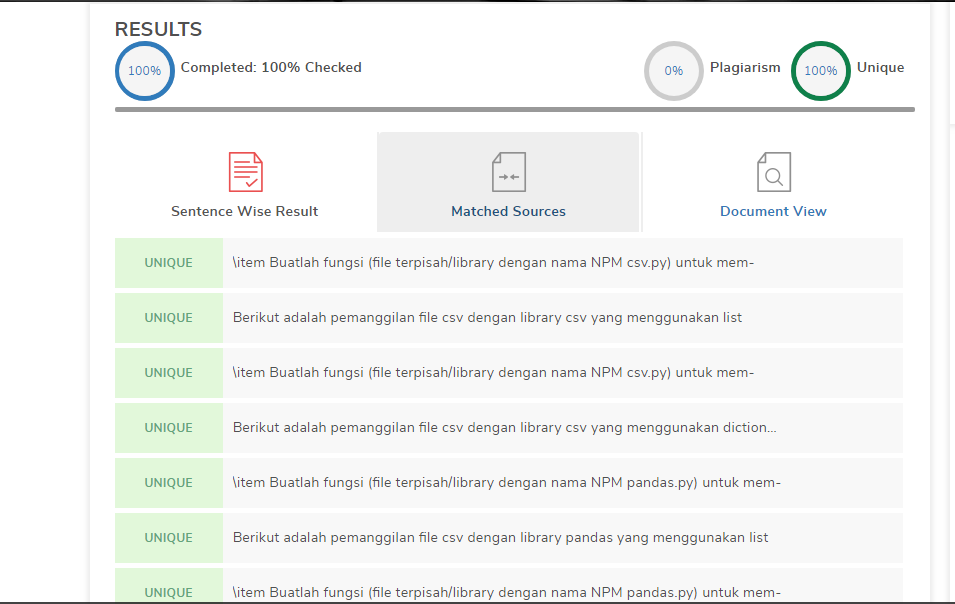 RESULTS
100% Completed: 100% Checked 0% Plagiarism 100% Unique
Sentence Wise Result Matched Sources Document View
UNIQUE \item Buatlah fungsi (file terpisah/library dengan nama NPM csv.py) untuk mem-
UNIQUE Berikut adalah pemanggilan file csv dengan library csv yang menggunakan list
UNIQUE \item Buatlah fungsi (file terpisah/library dengan nama NPM csv.py) untuk mem-
UNIQUE Berikut adalah pemanggilan file csv dengan library csv yang menggunakan diction...
UNIQUE \item Buatlah fungsi (file terpisah/library dengan nama NPM pandas.py) untuk mem-
UNIQUE Berikut adalah pemanggilan file csv dengan library pandas yang menggunakan list
UNIQUE \item Buatlah fungsi (file terpisah/library dengan nama NPM pandas.py) untuk mem-